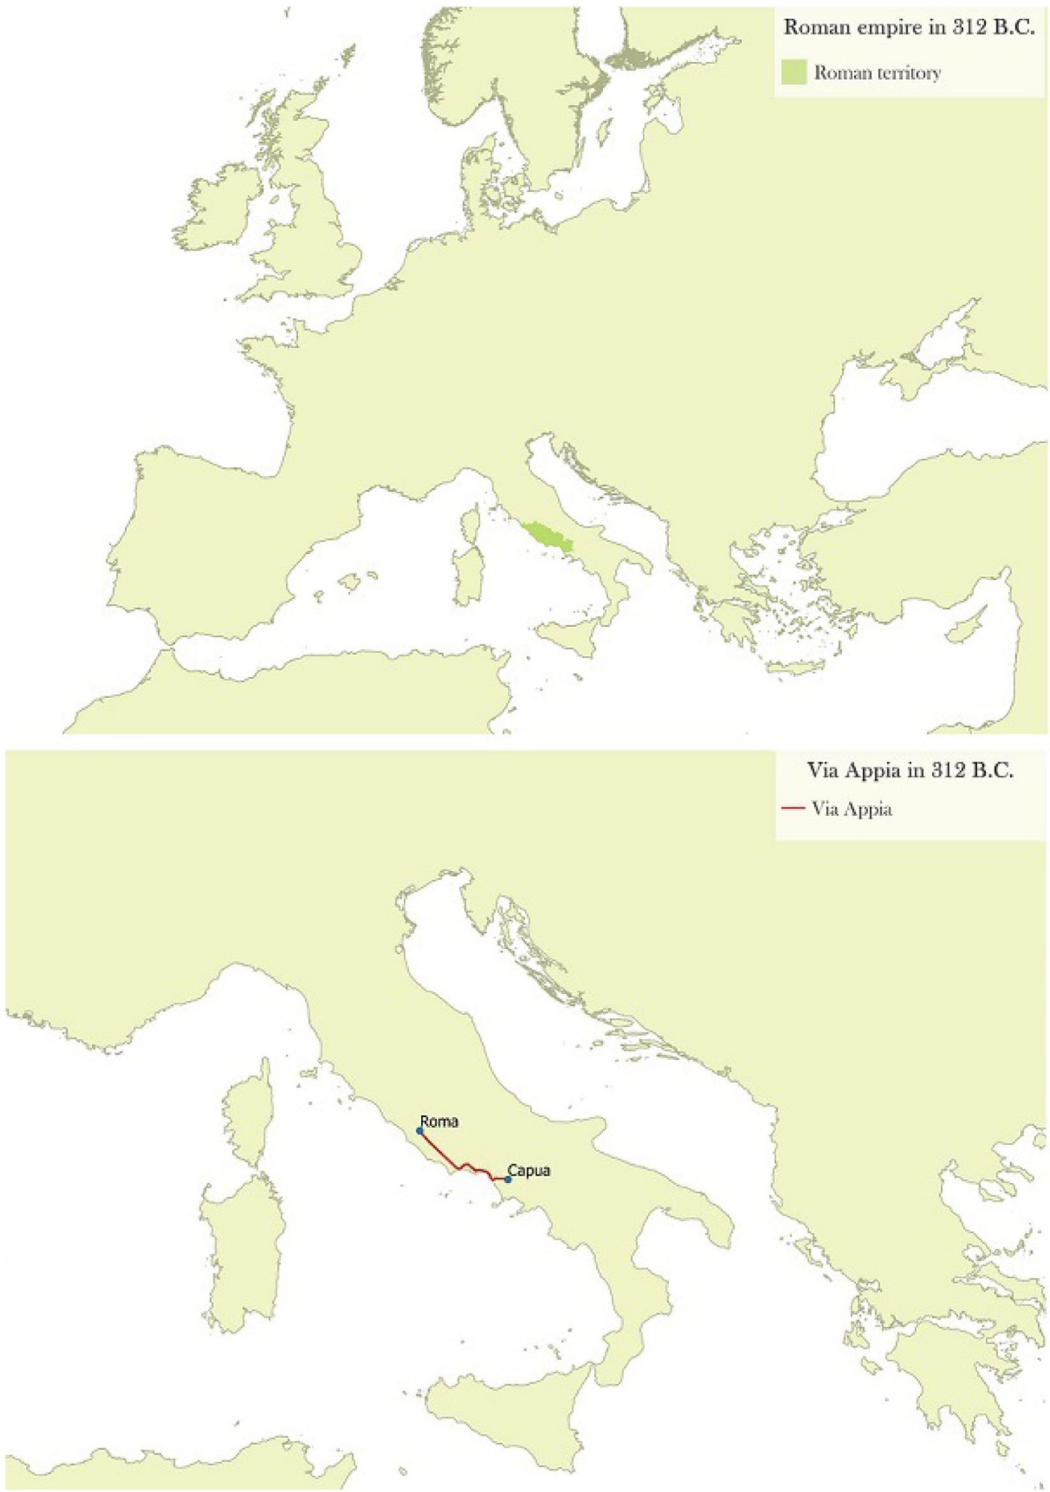 Roman empire in 312 B.C.
Roman territory
Via Appia in 312 B.C.
Via Appia
Roma
Capua